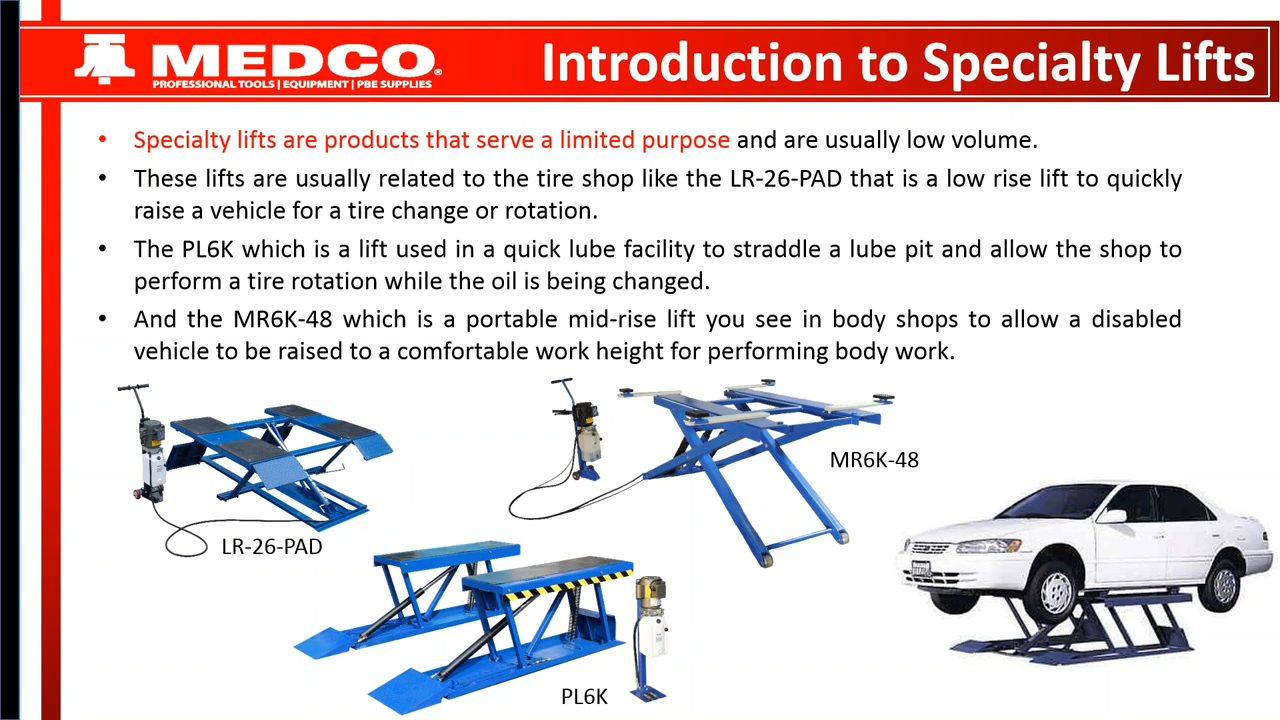 MEDCO®
PROFESSIONAL TOOLS | EQUIPMENT | PBE SUPPLIES
Introduction to Specialty Lifts
• Specialty lifts are products that serve a limited purpose and are usually low volume.
• These lifts are usually related to the tire shop like the LR-26-PAD that is a low rise lift to quickly
raise a vehicle for a tire change or rotation.
• The PL6K which is a lift used in a quick lube facility to straddle a lube pit and allow the shop to
perform a tire rotation while the oil is being changed.
• And the MR6K-48 which is a portable mid-rise lift you see in body shops to allow a disabled
vehicle to be raised to a comfortable work height for performing body work.
MR6K-48
LR-26-PAD
PL6K